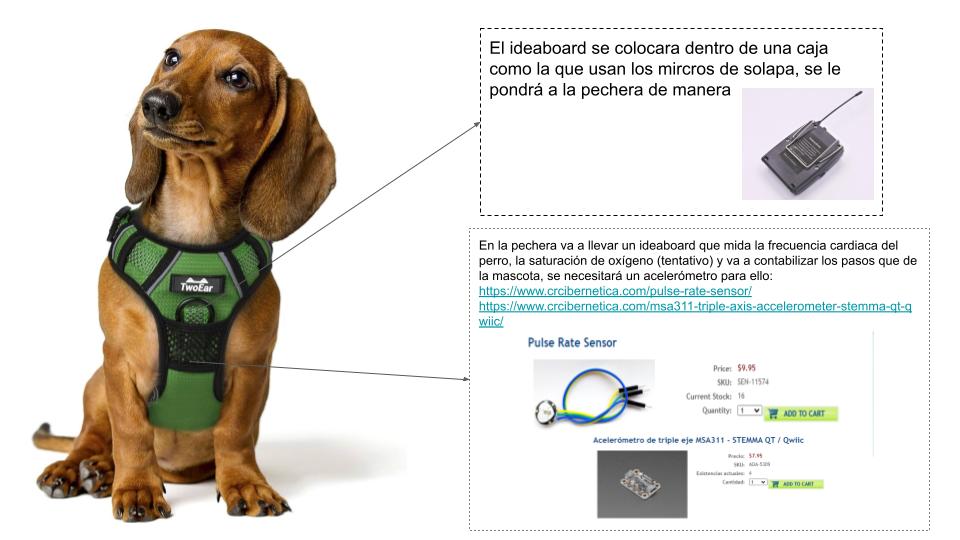 El ideaboard se colocara dentro de una caja
como la que usan los mircros de solapa, se le
pondrá a la pechera de manera
TwoEar
En la pechera va a llevar un ideaboard que mida la frecuencia cardiaca del
perro, la saturación de oxígeno (tentativo) y va a contabilizar los pasos que de
la mascota, se necesitará un acelerómetro para ello:
https://www.crcibernetica.com/pulse-rate-sensor/
https://www.crcibernetica.com/msa311-triple-axis-accelerometer-stemma-qt-q
wiic/
Pulse Rate Sensor
Price: $9.95
SKU: SEN-11574
Current Stock: 16
Quantity: 1 ADD TO CART
Acelerómetro de triple eje MSA311 - STEMMA QT / Qwiic
Precio: $7.95
SKU: ADA-5309
Existencias actuales: 4
Cantidad: 1 ADD TO CART